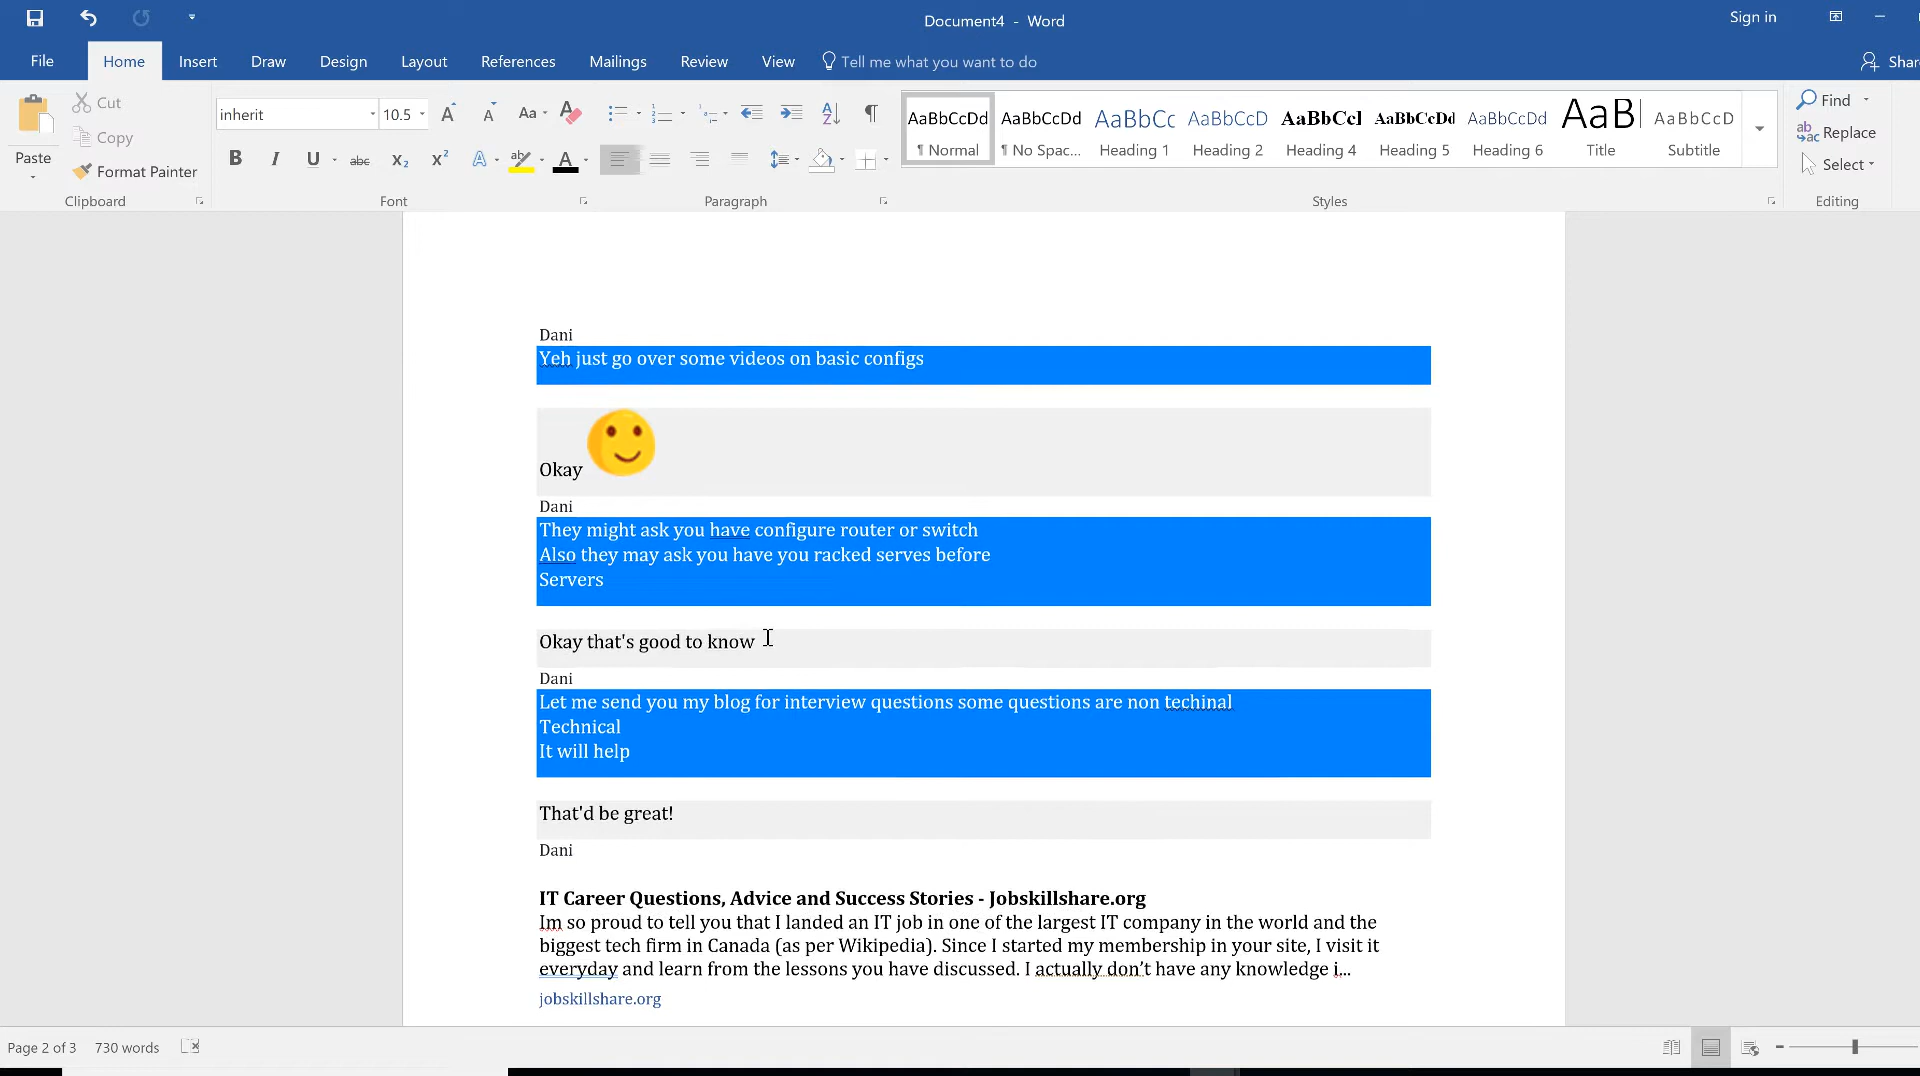 Document4 - Word
Sign in
File
Home
Insert
Draw
Design
Layout
References
Mailings
Review
View
Tell me what you want to do
Shar
Paste
Cut
Copy
Format Painter
Clipboard
inherit
10.5
Font
Paragraph
AaBbCcDd
¶ Normal
AaBbCcDd
¶ No Spac...
AaBbCc
Heading 1
AaBbCcD
Heading 2
AaBbCcI
Heading 4
AaBbCcDd
Heading 5
AaBbCcDd
Heading 6
AaB
Title
AaBbCcD
Subtitle
Styles
Find
Replace
Select
Editing
Dani
Yeh just go over some videos on basic configs
Okay
Dani
They might ask you have configure router or switch
Also they may ask you have you racked serves before
Servers
Okay that's good to know
Dani
Let me send you my blog for interview questions some questions are non techinal
Technical
It will help
That'd be great!
Dani
IT Career Questions, Advice and Success Stories - Jobskillshare.org
Im so proud to tell you that I landed an IT job in one of the largest IT company in the world and the
biggest tech firm in Canada (as per Wikipedia). Since I started my membership in your site, I visit it
everyday and learn from the lessons you have discussed. I actually don't have any knowledge i...
jobskillshare.org
Page 2 of 3
730 words